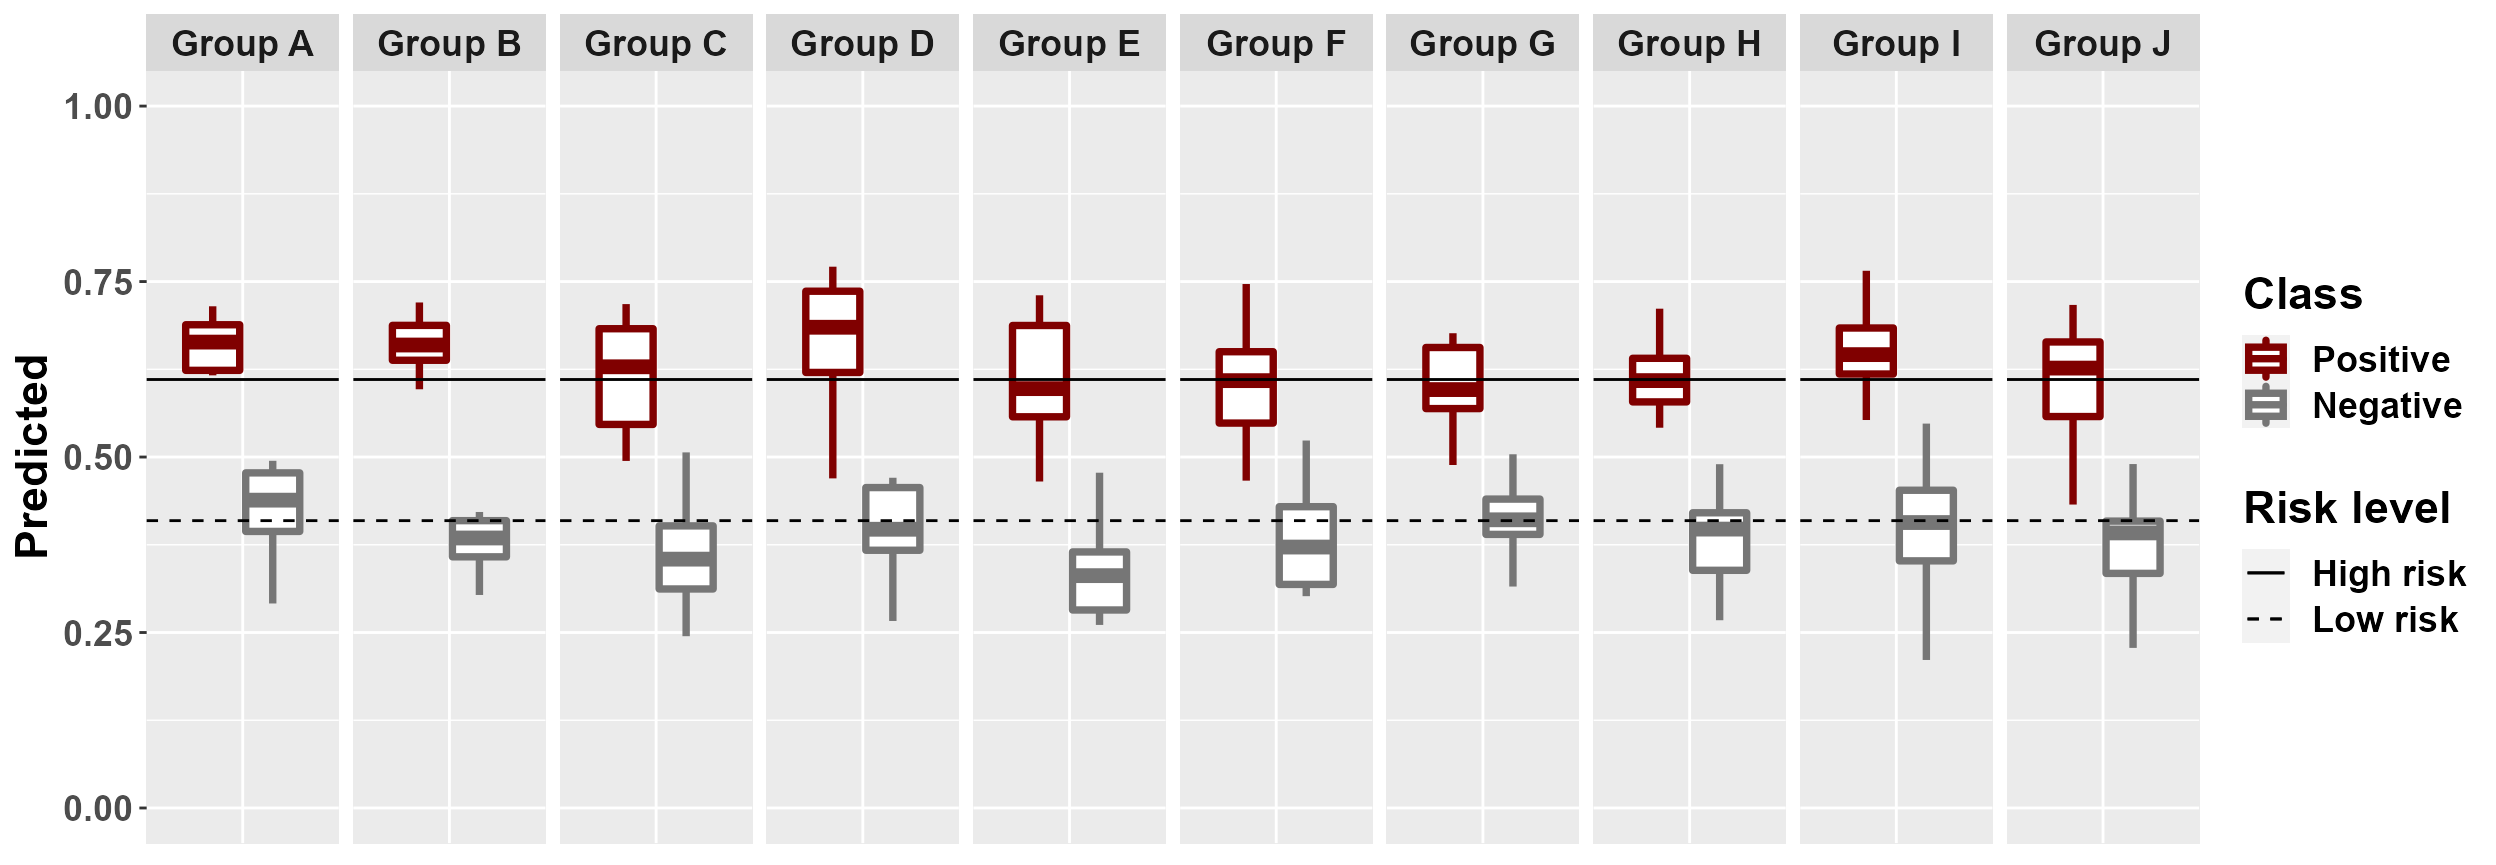 Group A Group B Group C Group D Group E Group F Group G Group H Group I Group J
1.00
0.75
0.50
0.25
0.00
Predicted
Class
Positive
Negative
Risk level
High risk
Low risk